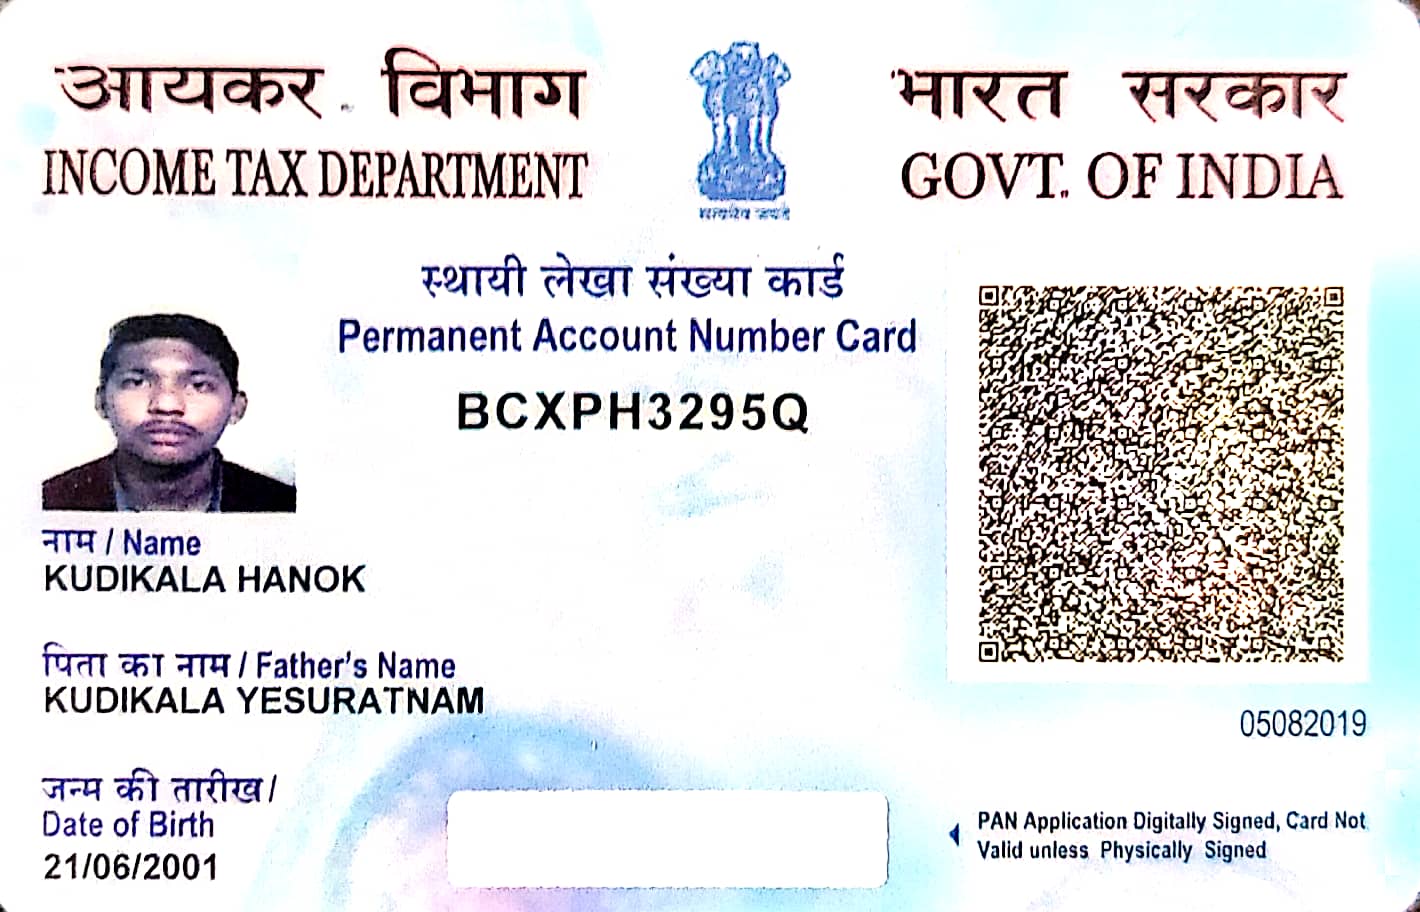 आयकर विभाग
INCOME TAX DEPARTMENT
भारत सरकार
GOVT. OF INDIA
सत्यमेव जयते
स्थायी लेखा संख्या कार्ड
Permanent Account Number Card
BCXPH3295Q
नाम / Name
KUDIKALA HANOK
पिता का नाम / Father's Name
KUDIKALA YESURATNAM
जन्म की तारीख/
Date of Birth
21/06/2001
05082019
PAN Application Digitally Signed, Card Not
Valid unless Physically Signed